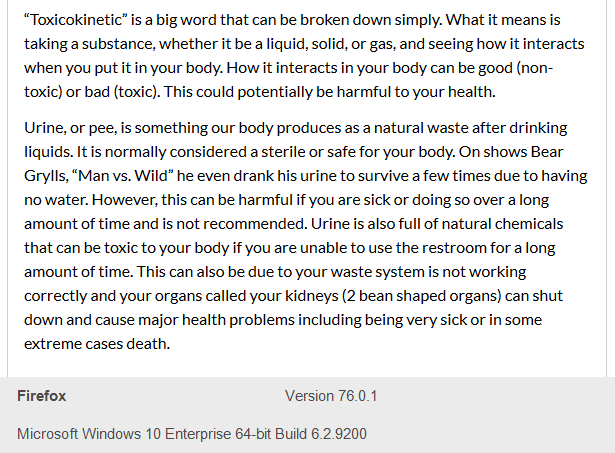 “Toxicokinetic” is a big word that can be broken down simply. What it means is
taking a substance, whether it be a liquid, solid, or gas, and seeing how it interacts
when you put it in your body. How it interacts in your body can be good (non-
toxic) or bad (toxic). This could potentially be harmful to your health.
Urine, or pee, is something our body produces as a natural waste after drinking
liquids. It is normally considered a sterile or safe for your body. On shows Bear
Grylls, “Man vs. Wild” he even drank his urine to survive a few times due to having
no water. However, this can be harmful if you are sick or doing so over a long
amount of time and is not recommended. Urine is also full of natural chemicals
that can be toxic to your body if you are unable to use the restroom for a long
amount of time. This can also be due to your waste system is not working
correctly and your organs called your kidneys (2 bean shaped organs) can shut
down and cause major health problems including being very sick or in some
extreme cases death.
Firefox Version 76.0.1
Microsoft Windows 10 Enterprise 64-bit Build 6.2.9200